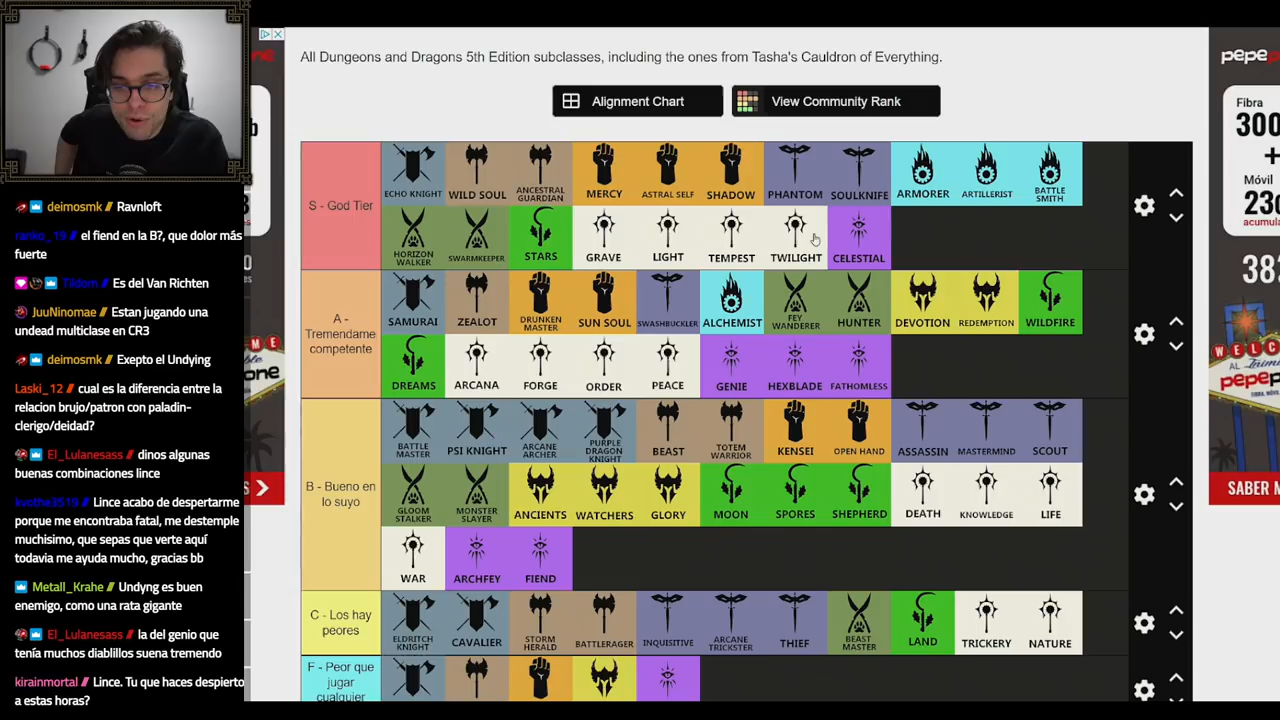 All Dungeons and Dragons 5th Edition subclasses, including the ones from Tasha's Cauldron of Everything.
Alignment Chart
View Community Rank
S - God Tier
ECHO KNIGHT
WILD SOUL
ANCESTRAL
GUARDIAN
MERCY
ASTRAL SELF
SHADOW
PHANTOM
SOULKNIFE
ARMORER
ARTILLERIST
BATTLE
SMITH
HORIZON
WALKER
SWARMKEEPER
STARS
GRAVE
LIGHT
TEMPEST
TWILIGHT
CELESTIAL
A -
Tremendame
competente
SAMURAI
ZEALOT
DRUNKEN
MASTER
SUN SOUL
SWASHBUCKLER
ALCHEMIST
FEY
WANDERER
HUNTER
DEVOTION
REDEMPTION
WILDFIRE
DREAMS
ARCANA
FORGE
ORDER
PEACE
GENIE
HEXBLADE
FATHOMLESS
B - Bueno en
lo suyo
BATTLE
MASTER
PSI KNIGHT
ARCANE
ARCHER
PURPLE
DRAGON
KNIGHT
BEAST
TOTEM
WARRIOR
KENSEI
OPEN HAND
ASSASSIN
MASTERMIND
SCOUT
GLOOM
STALKER
MONSTER
SLAYER
ANCIENTS
WATCHERS
GLORY
MOON
SPORES
SHEPHERD
DEATH
KNOWLEDGE
LIFE
WAR
ARCHFEY
FIEND
C - Los hay
peores
ELDRITCH
KNIGHT
CAVALIER
STORM
HERALD
BATTLERAGER
INQUISITIVE
ARCANE
TRICKSTER
THIEF
BEAST
MASTER
LAND
TRICKERY
NATURE
F - Peor que
jugar
cualquier
deimosmk // Ravnloft
ranko_19 // el fiend en la B?, que dolor más
fuerte
Tildom // Es del Van Richten
JuuNinomae // Estan jugando una
undead multiclase en CR3
deimosmk // Exepto el Undying
Laski_12 // cual es la diferencia entre la
relacion brujo/patron con paladin-
clerigo/deidad?
El_Lulanesass // dinos algunas
buenas combinaciones lince
kvothe3519 // Lince acabo de despertarme
porque me encontraba fatal, me destemple
muchisimo, que sepas que verte aquí
todavia me ayuda mucho, gracias bb
Metall_Krahe // Undyng es buen
enemigo, como una rata gigante
El_Lulanesass // la del genio que
tenía muchos diablillos suena tremendo
kirainmortal // Lince. Tu que haces despierto
a estas horas?
pepe
Fibra
300
+
Móvil
230
acumula
38
ME
AL
pepe
SABER M